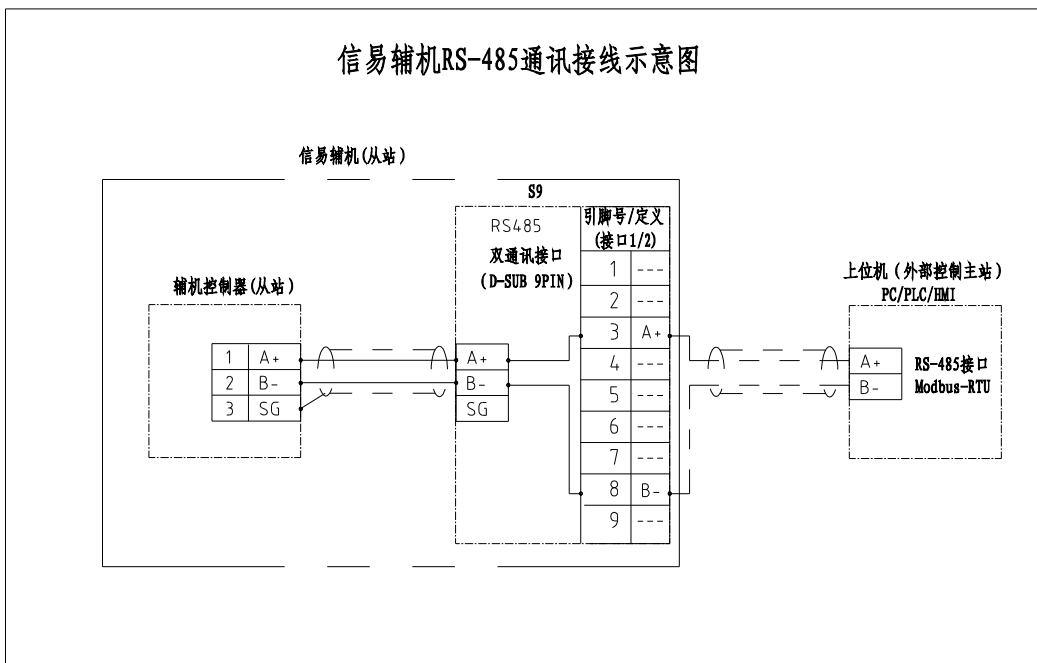 信易辅机RS-485通讯接线示意图
信易辅机(从站)
S9
RS485
双通讯接口
(D-SUB 9PIN)
引脚号/定义
(接口1/2)
1 ---
2 ---
3 A+
4 ---
5 ---
6 ---
7 ---
8 B-
9 ---
辅机控制器(从站)
1 A+
2 B-
3 SG
A+
B-
SG
上位机（外部控制主站）
PC/PLC/HMI
A+
B-
RS-485接口
Modbus-RTU